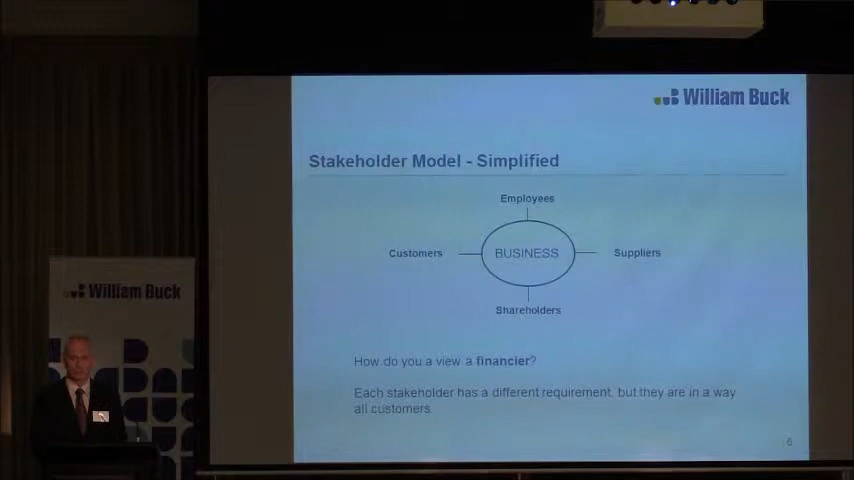 William Buck
Stakeholder Model - Simplified
Employees
Customers
BUSINESS
Suppliers
Shareholders
How do you a view a financier?
Each stakeholder has a different requirement, but they are in a way
all customers.
6
William Buck